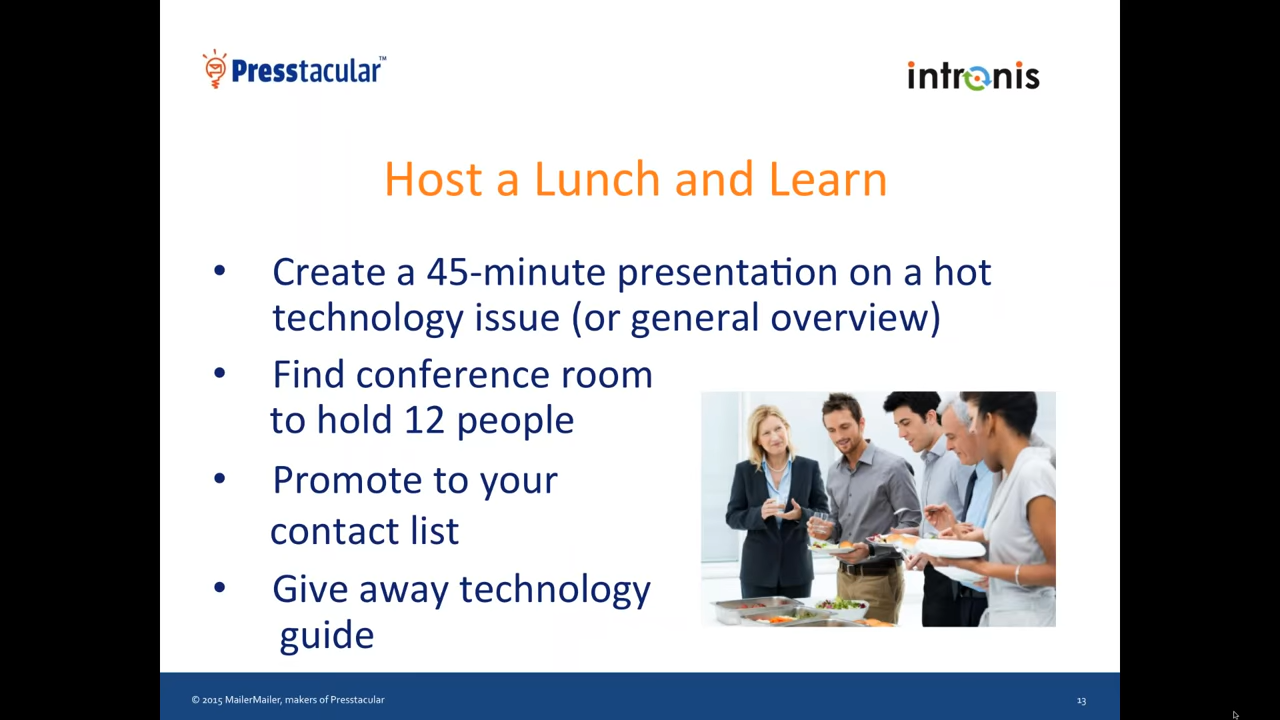 Presstacular™
intronis
Host a Lunch and Learn
• Create a 45-minute presentation on a hot
technology issue (or general overview)
• Find conference room
to hold 12 people
• Promote to your
contact list
• Give away technology
guide
© 2015 MailerMailer, makers of Presstacular
13